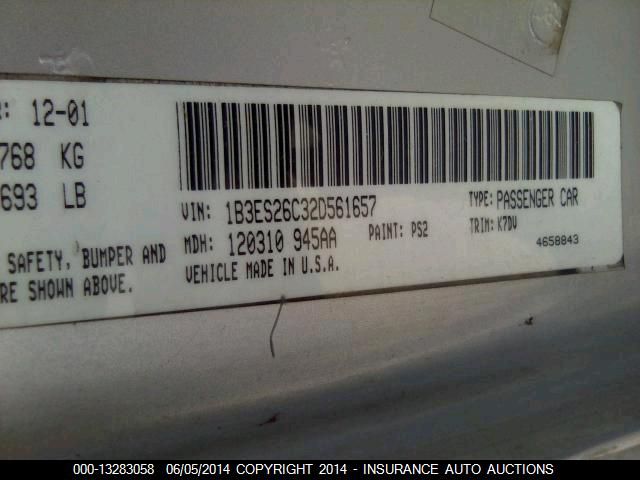 R: 12-01
768 KG
693 LB
VIN: 1B3ES26C32D561657
TYPE: PASSENGER CAR
MDH: 120310 945AA
PAINT: PS2
TRIM: K7DV
SAFETY, BUMPER AND
VEHICLE MADE IN U.S.A.
4658843
RE SHOWN ABOVE.
000-13283058 06/05/2014 COPYRIGHT 2014 - INSURANCE AUTO AUCTIONS